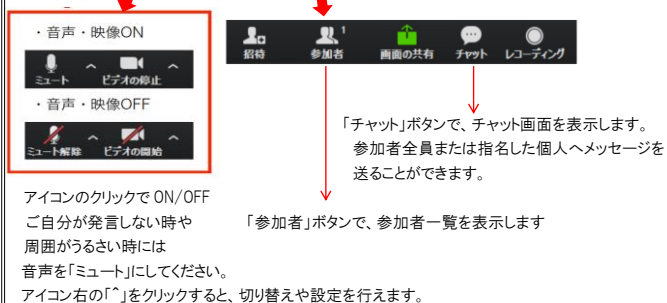 ・音声・映像ON
ミュート ビデオの停止
・音声・映像OFF
ミュート解除 ビデオの開始
1
招待 参加者 画面の共有 チャット レコーディング
「チャット」ボタンで、チャット画面を表示します。
参加者全員または指名した個人へメッセージを
送ることができます。
アイコンのクリックで ON/OFF
ご自分が発言しない時や
周囲がうるさい時には
音声を「ミュート」にしてください。
「参加者」ボタンで、参加者一覧を表示します
アイコン右の「^」をクリックすると、切り替えや設定を行えます。